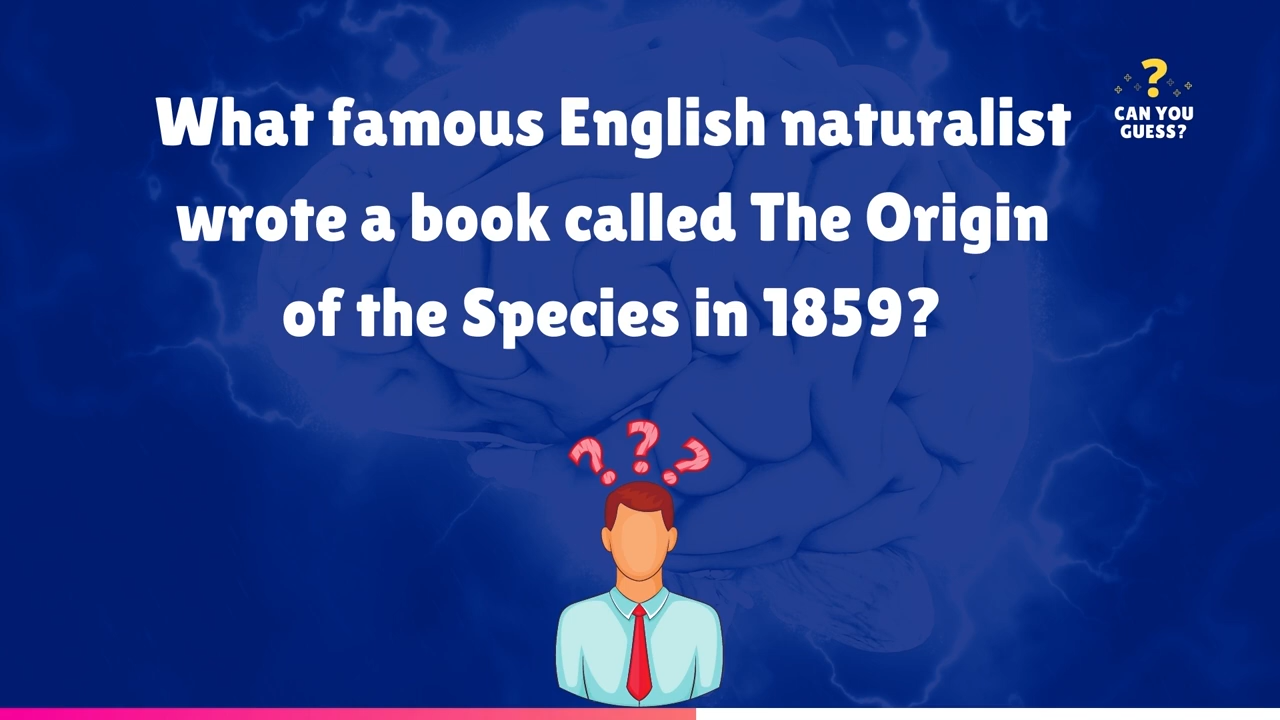 What famous English naturalist
wrote a book called The Origin
of the Species in 1859?
?
CAN YOU
GUESS?
? ? ?